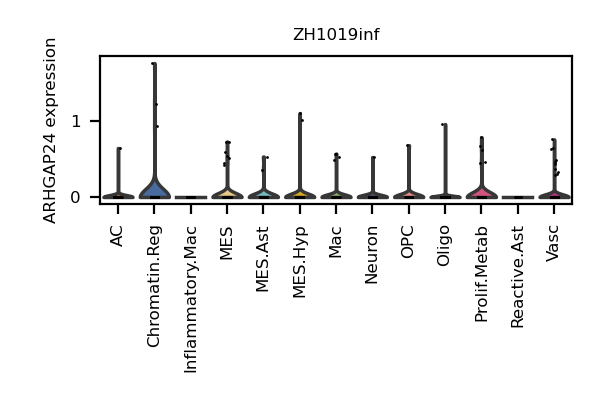 ZH1019inf
ARHGAP24 expression
1
0
AC
Chromatin.Reg
Inflammatory.Mac
MES
MES.Ast
MES.Hyp
Mac
Neuron
OPC
Oligo
Prolif.Metab
Reactive.Ast
Vasc